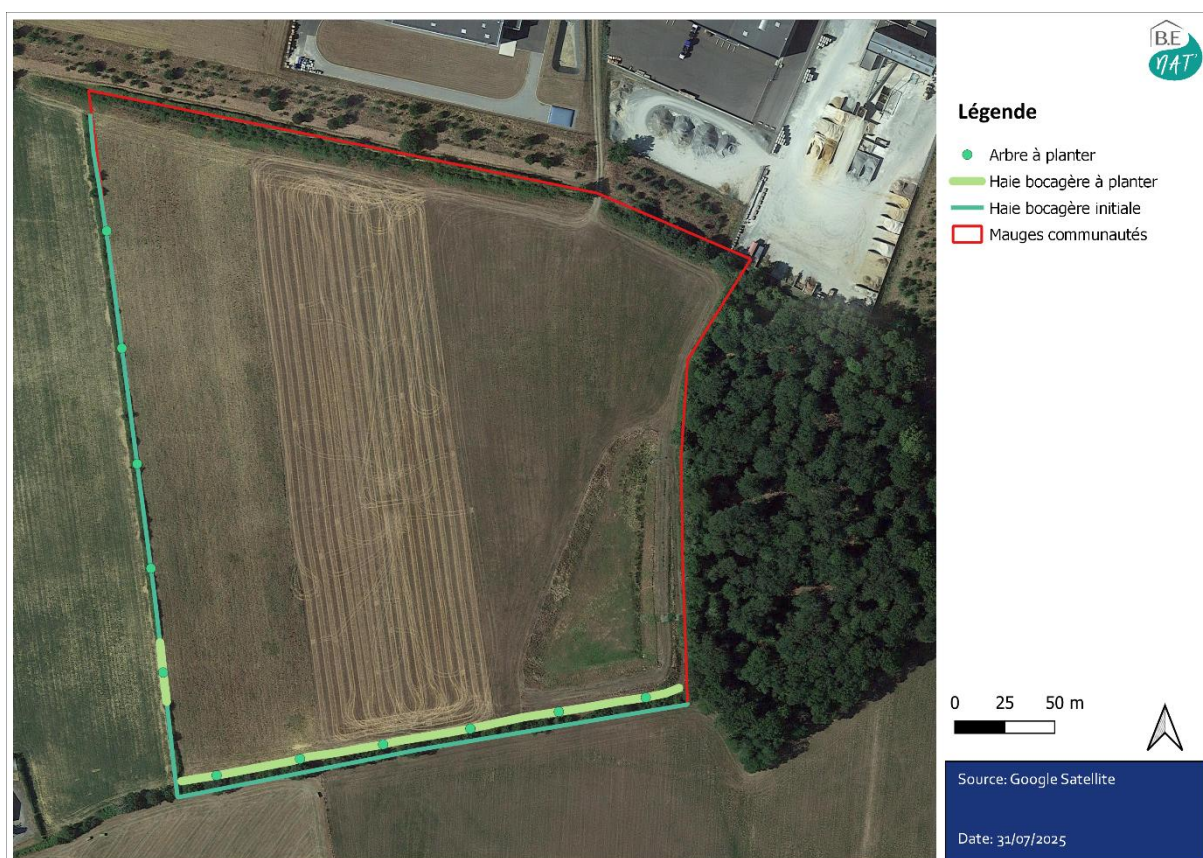 B.E
NAT'
Légende
Arbre à planter
Haie bocagère à planter
Haie bocagère initiale
Mauges communautés
0 25 50 m
Source: Google Satellite
Date: 31/07/2025